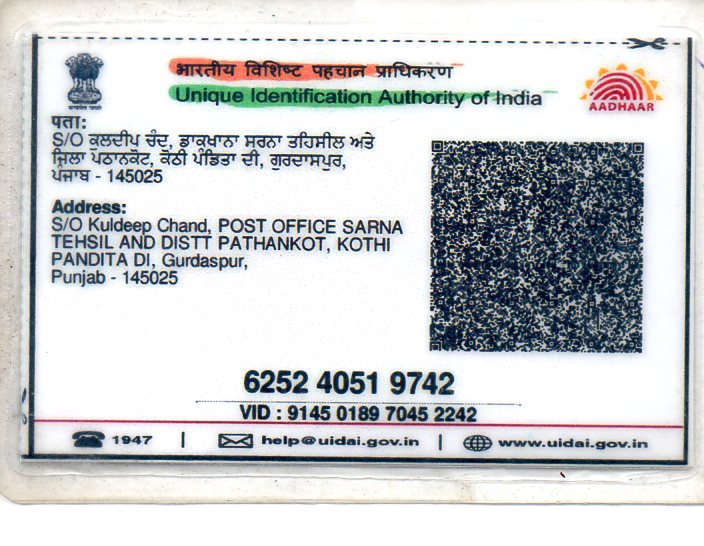 भारतीय विशिष्ट पहचान प्राधिकरण
Unique Identification Authority of India
AADHAAR
ਪਤਾ:
S/O ਕੁਲਦੀਪ ਚੰਦ, ਡਾਕਖਾਨਾ ਸਰਨਾ ਤਹਿਸੀਲ ਅਤੇ
ਜ਼ਿਲਾ ਪਠਾਨਕੋਟ, ਕੋਠੀ ਪੰਡਿਤਾ ਦੀ, ਗੁਰਦਾਸਪੁਰ,
ਪੰਜਾਬ - 145025
Address:
S/O Kuldeep Chand, POST OFFICE SARNA
TEHSIL AND DISTT PATHANKOT, KOTHI
PANDITA DI, Gurdaspur,
Punjab - 145025
6252 4051 9742
VID : 9145 0189 7045 2242
1947 | help@uidai.gov.in | www.uidai.gov.in